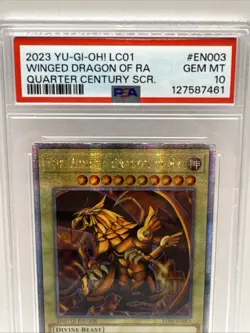 2023 YU-GI-OH! LC01 #EN003
WINGED DRAGON OF RA GEM MT
QUARTER CENTURY SCR. 10
PSA 127587461
DIVINE-BEAST